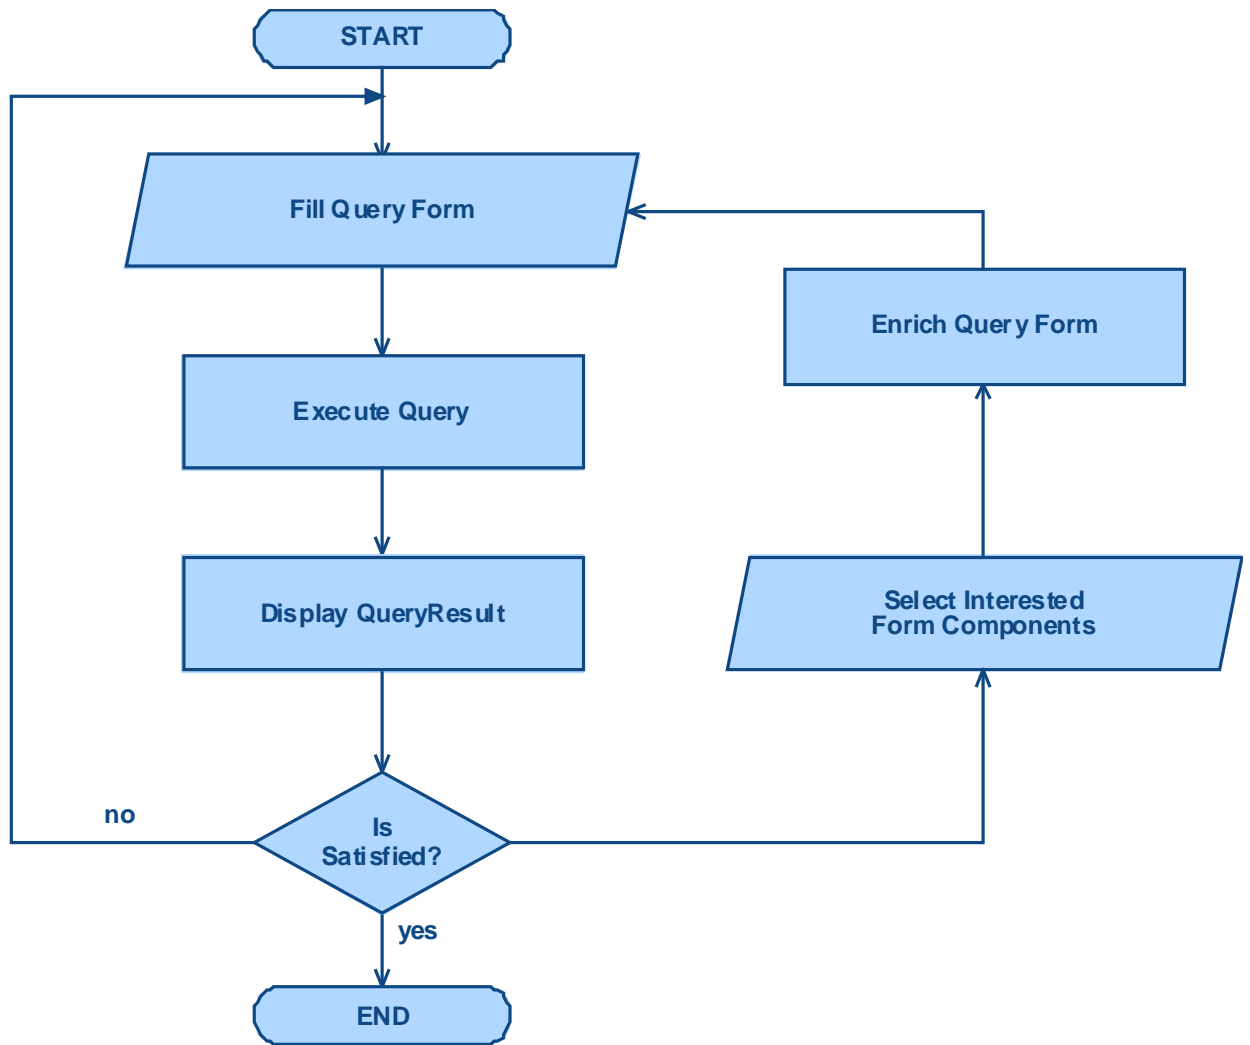 START
Fill Query Form
Enrich Query Form
Execute Query
Display QueryResult
Select Interested
Form Components
no
Is
Satisfied?
yes
END